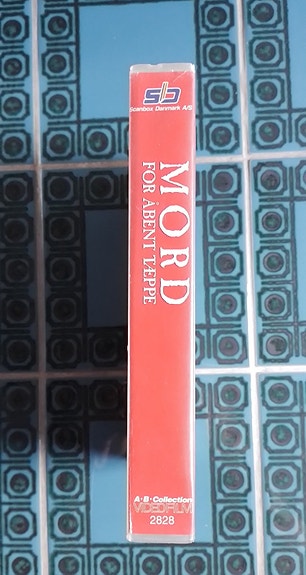 sb
Scanbox Danmark A/S
MORD
FOR ÅBENT TÆPPE
A·B·Collection
VIDEOFILM
2828